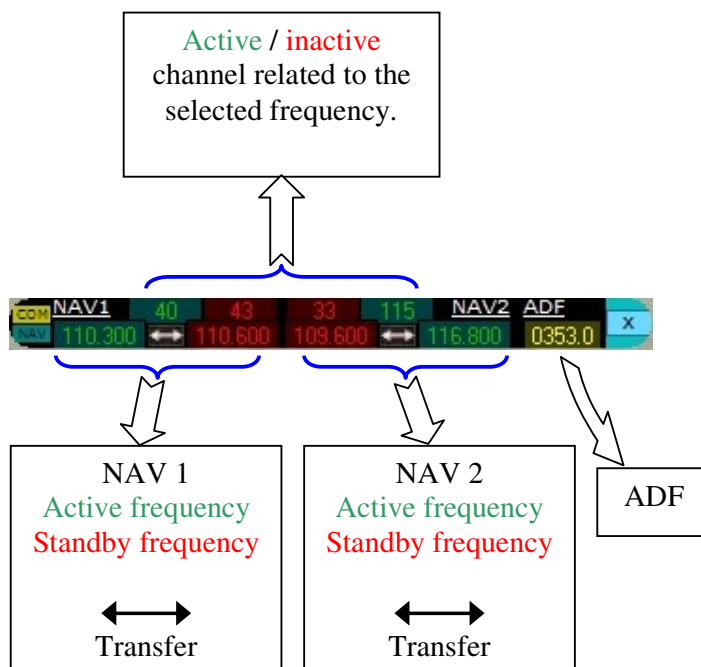 Active / inactive
channel related to the
selected frequency.
COM NAV1 40 43 33 115 NAV2 ADF
NAV 110.300 110.600 109.600 116.800 0353.0 X
NAV 1
Active frequency
Standby frequency
Transfer
NAV 2
Active frequency
Standby frequency
Transfer
ADF